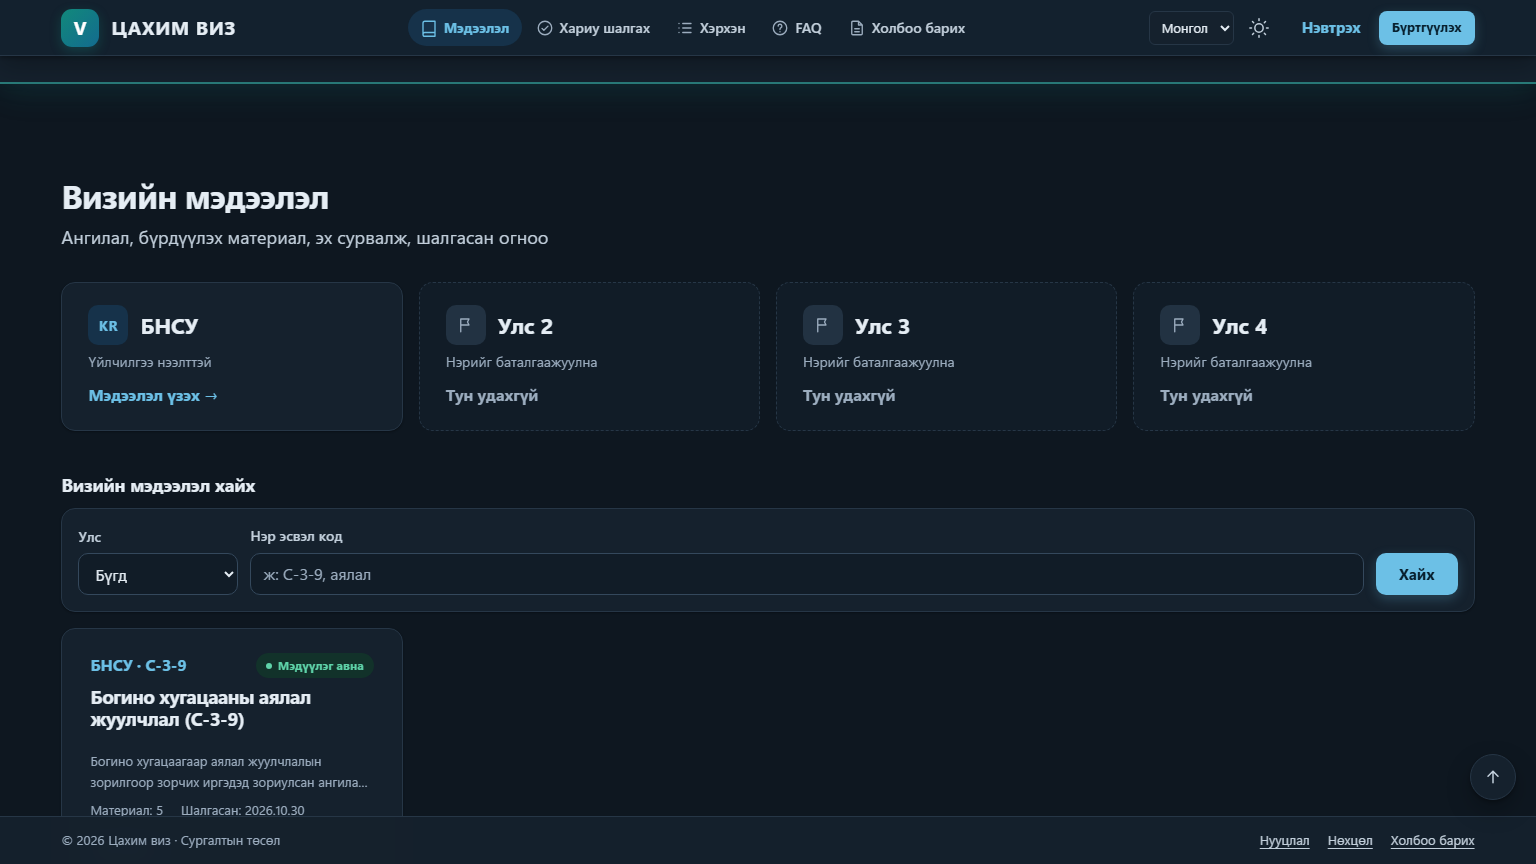 V ЦАХИМ ВИЗ
Мэдээлэл
Хариу шалгах
Хэрхэн
FAQ
Холбоо барих
Монгол
Нэвтрэх
Бүртгүүлэх
Визийн мэдээлэл
Ангилал, бүрдүүлэх материал, эх сурвалж, шалгасан огноо
KR БНСУ
Үйлчилгээ нээлттэй
Мэдээлэл үзэх →
Улс 2
Нэрийг баталгаажуулна
Тун удахгүй
Улс 3
Нэрийг баталгаажуулна
Тун удахгүй
Улс 4
Нэрийг баталгаажуулна
Тун удахгүй
Визийн мэдээлэл хайх
Улс
Бүгд
Нэр эсвэл код
ж: C-3-9, аялал
Хайх
БНСУ · C-3-9
Мэдүүлэг авна
Богино хугацааны аялал
жуулчлал (C-3-9)
Богино хугацаагаар аялал жуулчлалын
зорилгоор зорчих иргэдэд зориулсан ангила...
Материал: 5 Шалгасан: 2026.10.30
© 2026 Цахим виз · Сургалтын төсөл
Нууцлал
Нөхцөл
Холбоо барих